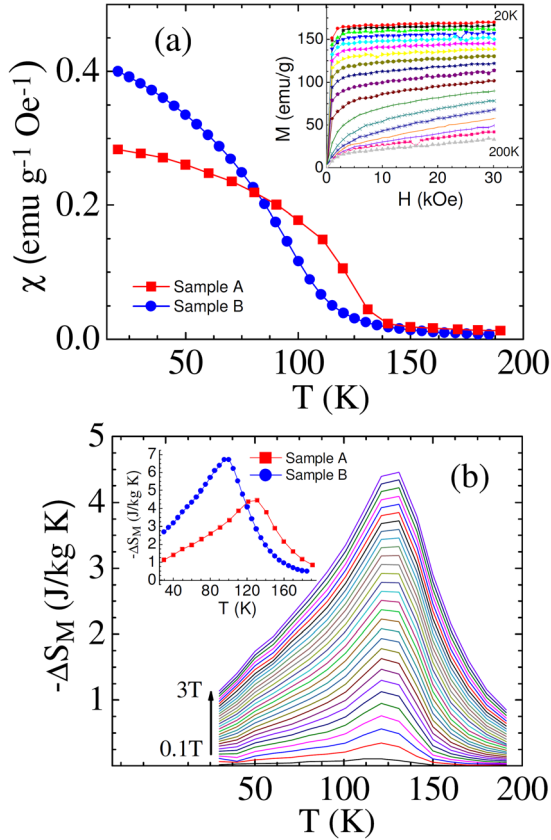 (a)
χ (emu g⁻¹ Oe⁻¹)
0.4
0.2
0.0
50
100
150
200
T (K)
Sample A
Sample B
M (emu/g)
150
100
50
0
0
10
20
30
H (kOe)
20K
200K
(b)
-ΔS_M (J/kg K)
5
4
3
2
1
50
100
150
200
T (K)
3T
0.1T
-ΔS_M (J/kg K)
7
6
5
4
3
2
1
0
40
80
120
160
T (K)
Sample A
Sample B